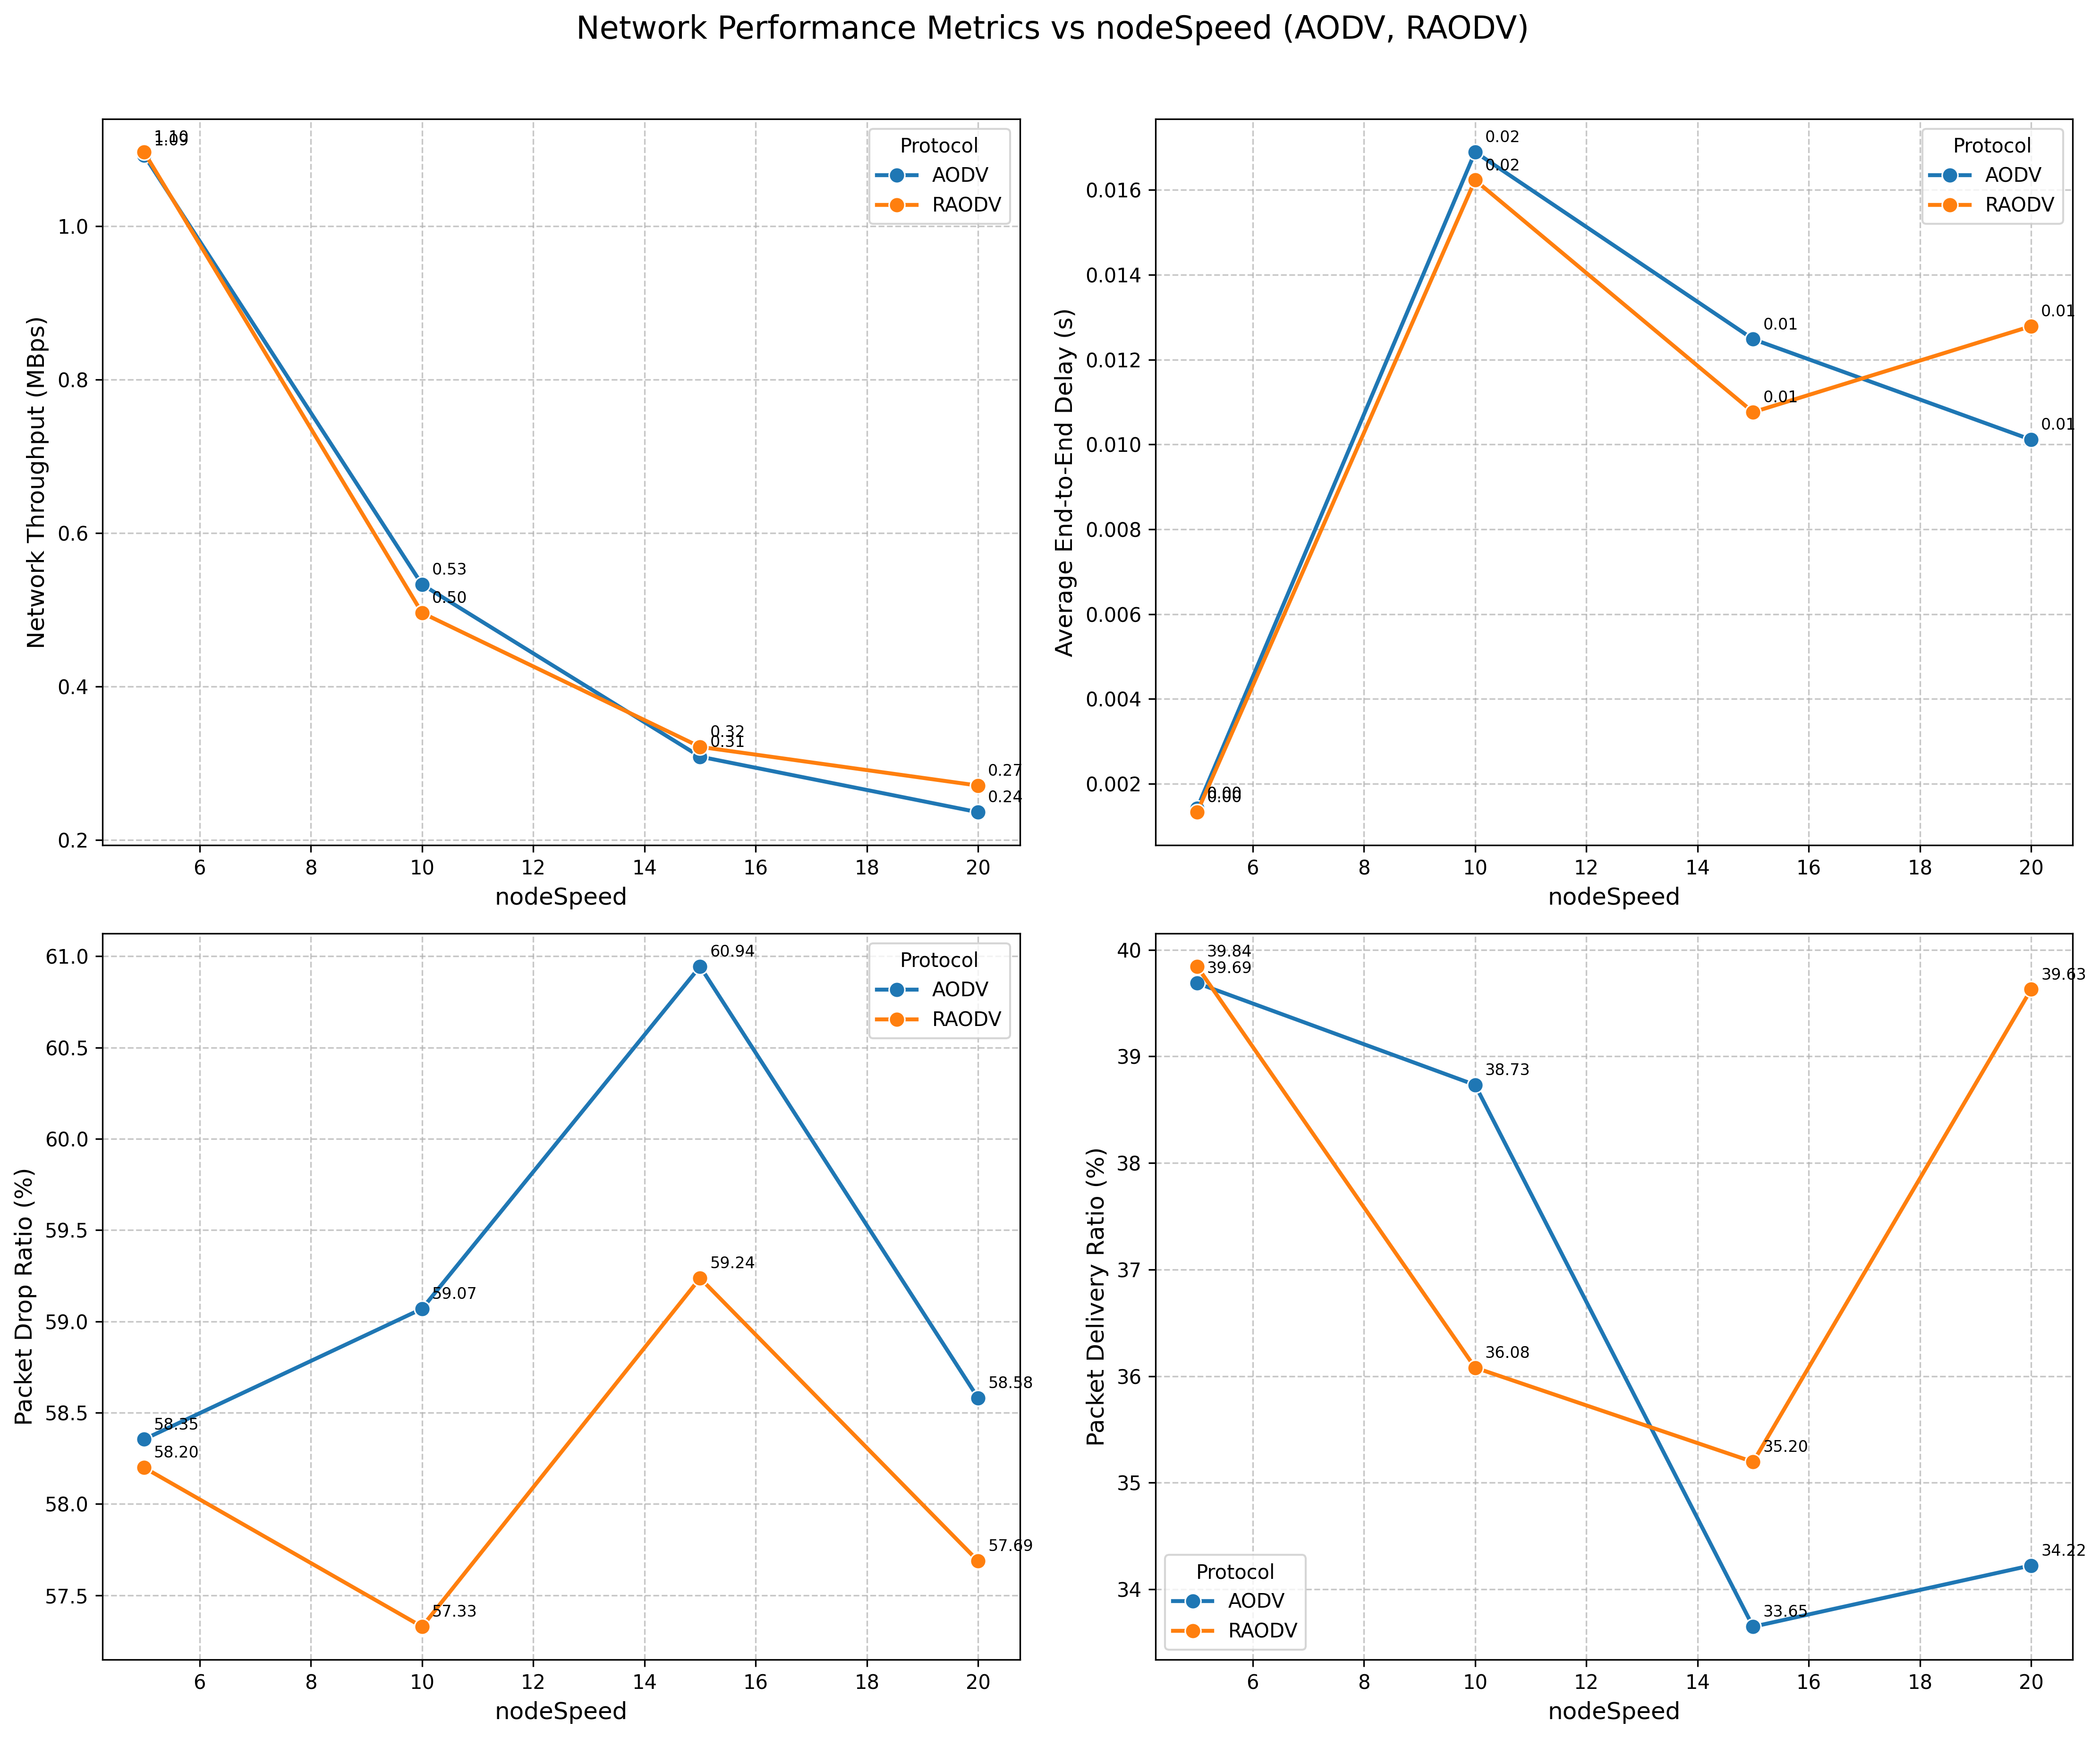 Network Performance Metrics vs nodeSpeed (AODV, RAODV)
Network Throughput (MBps)
1.0
0.8
0.6
0.4
0.2
1.10
1.09
0.53
0.50
0.32
0.31
0.27
0.24
Protocol
AODV
RAODV
6 8 10 12 14 16 18 20
nodeSpeed
Average End-to-End Delay (s)
0.016
0.014
0.012
0.010
0.008
0.006
0.004
0.002
0.00
0.00
0.02
0.02
0.01
0.01
0.01
0.01
Protocol
AODV
RAODV
6 8 10 12 14 16 18 20
nodeSpeed
Packet Drop Ratio (%)
61.0
60.5
60.0
59.5
59.0
58.5
58.0
57.5
58.35
58.20
59.07
57.33
60.94
59.24
58.58
57.69
Protocol
AODV
RAODV
6 8 10 12 14 16 18 20
nodeSpeed
Packet Delivery Ratio (%)
40
39
38
37
36
35
34
39.84
39.69
38.73
36.08
35.20
33.65
39.63
34.22
Protocol
AODV
RAODV
6 8 10 12 14 16 18 20
nodeSpeed